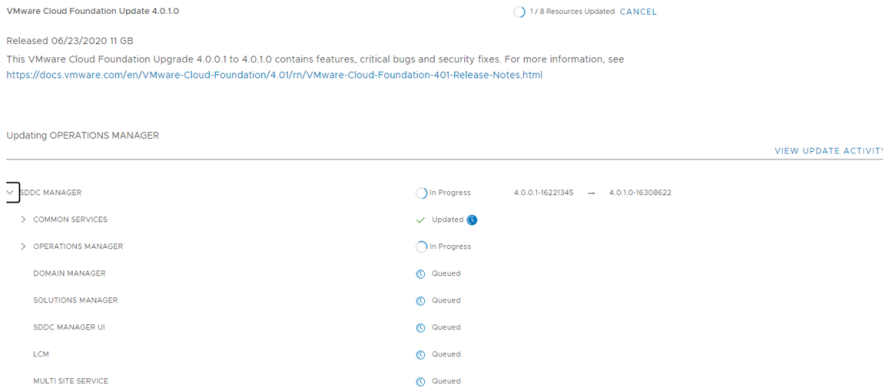 VMware Cloud Foundation Update 4.0.1.0 1/8 Resources Updated CANCEL
Released 06/23/2020 11 GB
This VMware Cloud Foundation Upgrade 4.0.0.1 to 4.0.1.0 contains features, critical bugs and security fixes. For more information, see
https://docs.vmware.com/en/VMware-Cloud-Foundation/4.01/rn/VMware-Cloud-Foundation-401-Release-Notes.html
Updating OPERATIONS MANAGER
VIEW UPDATE ACTIVITY
SDDC MANAGER In Progress 4.0.0.1-16221345 → 4.0.1.0-16308622
COMMON SERVICES Updated
OPERATIONS MANAGER In Progress
DOMAIN MANAGER Queued
SOLUTIONS MANAGER Queued
SDDC MANAGER UI Queued
LCM Queued
MULTI SITE SERVICE Queued